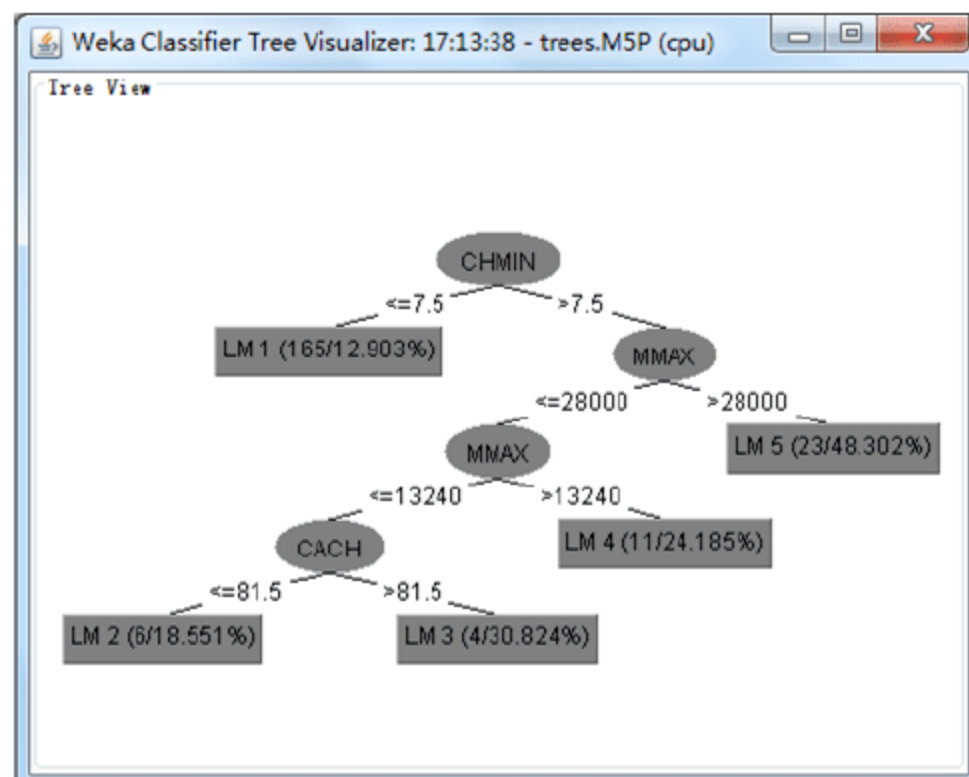 Weka Classifier Tree Visualizer: 17:13:38 - trees.M5P (cpu)
Tree View
CHMIN
<=7.5 >7.5
LM 1 (165/12.903%)
MMAX
<=28000 >28000
MMAX
LM 5 (23/48.302%)
<=13240 >13240
CACH
LM 4 (11/24.185%)
<=81.5 >81.5
LM 2 (6/18.551%) LM 3 (4/30.824%)